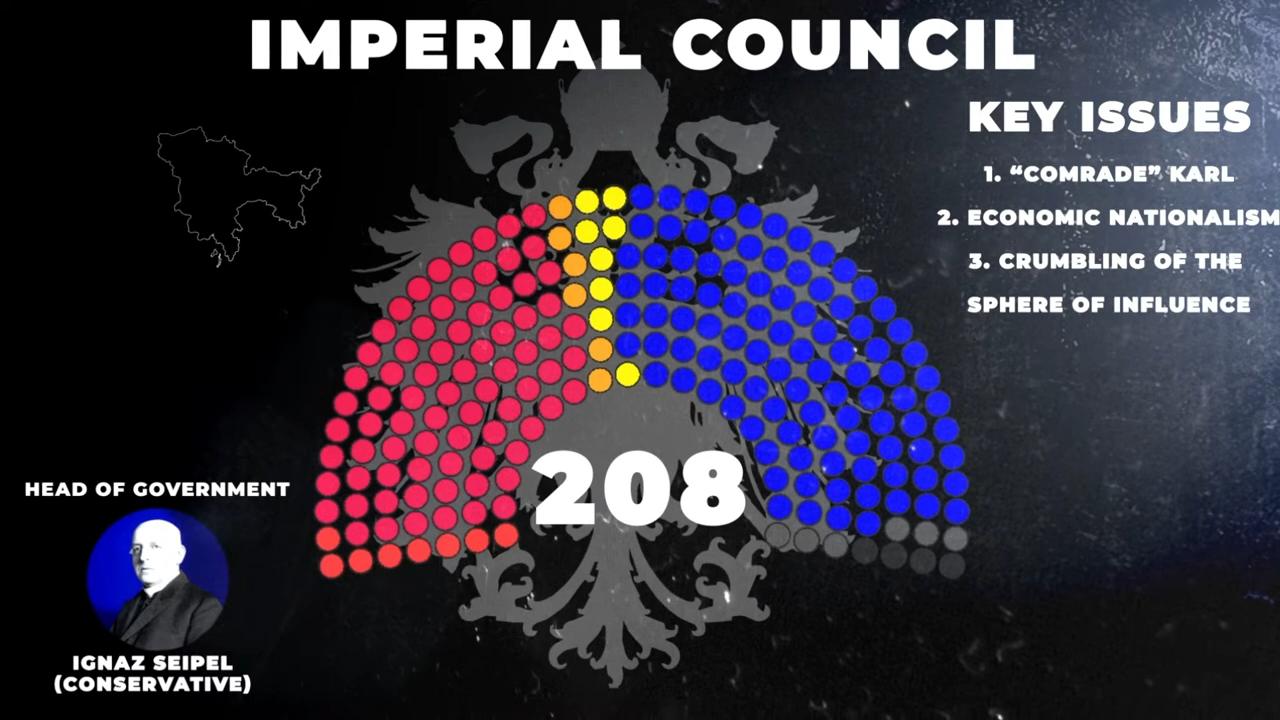 IMPERIAL COUNCIL
KEY ISSUES
1. “COMRADE” KARL
2. ECONOMIC NATIONALISM
3. CRUMBLING OF THE
SPHERE OF INFLUENCE
208
HEAD OF GOVERNMENT
IGNAZ SEIPEL
(CONSERVATIVE)